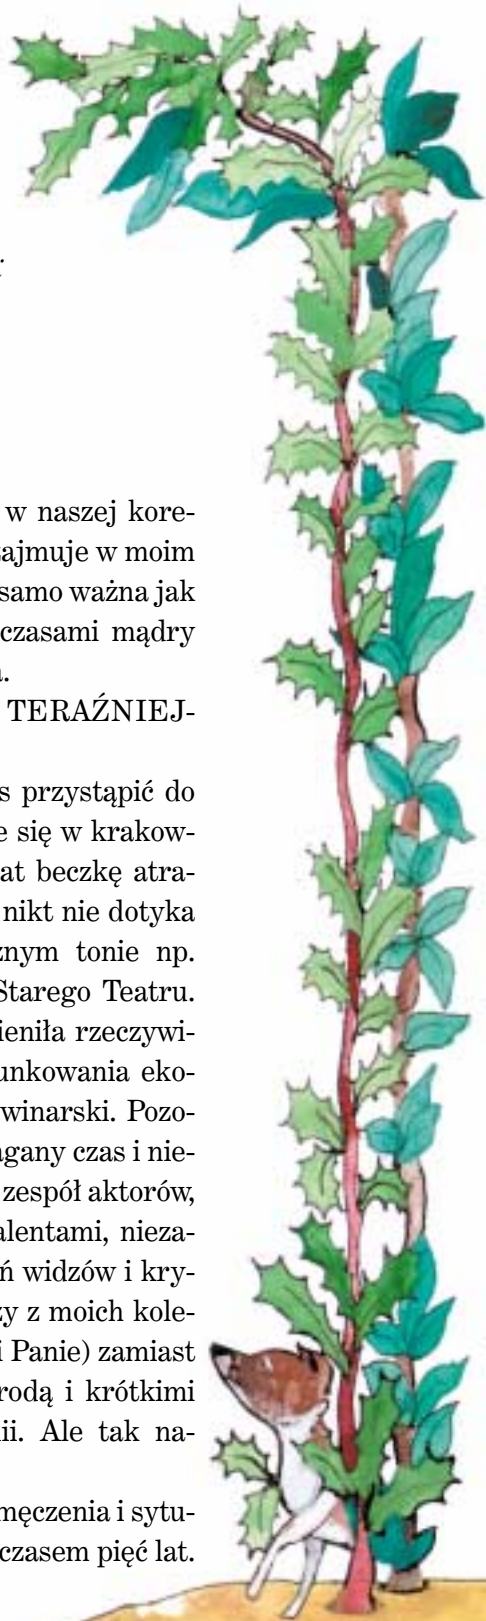 w naszej kore-
zajmuje w moim
samo ważna jak
czasami mądry
TERAŹNIEJ-
s przystąpić do
e się w krakow-
at beczkę atra-
nikt nie dotyka
znym tonie np.
Starego Teatru.
ieniła rzeczywi-
unkowania eko-
winarski. Pozo-
agany czas i nie-
zespół aktorów,
alentami, nieza-
ń widzów i kry-
zy z moich kole-
i Panie) zamiast
rodą i krótkimi
ii. Ale tak na-
męczenia i sytu-
czasem pięć lat.